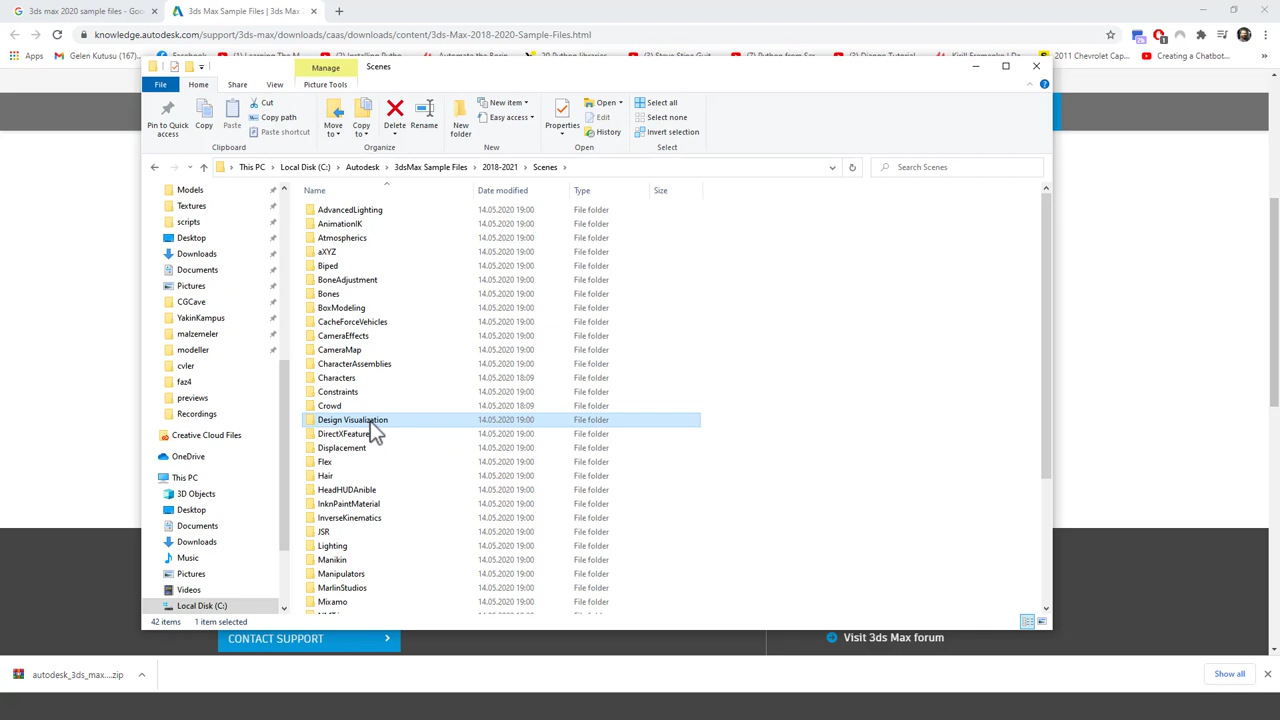 3ds max 2020 sample files - Goo
3ds Max Sample Files | 3ds Max
knowledge.autodesk.com/support/3ds-max/downloads/caas/downloads/content/3ds-Max-2018-2020-Sample-Files.html
Apps
Gelen Kutusu (167)
2011 Chevrolet Cap...
Creating a Chatbot...
Manage
Scenes
File
Home
Share
View
Picture Tools
Pin to Quick access
Copy
Paste
Cut
Copy path
Paste shortcut
Move to
Copy to
Delete
Rename
New folder
New item
Easy access
Properties
Open
Edit
History
Select all
Select none
Invert selection
Clipboard
Organize
New
Open
Select
This PC > Local Disk (C:) > Autodesk > 3dsMax Sample Files > 2018-2021 > Scenes >
Search Scenes
Models
Textures
scripts
Desktop
Downloads
Documents
Pictures
CGCave
YakinKampus
malzemeler
modeller
cvler
faz4
previews
Recordings
Creative Cloud Files
OneDrive
This PC
3D Objects
Desktop
Documents
Downloads
Music
Pictures
Videos
Local Disk (C:)
Name Date modified Type Size
AdvancedLighting 14.05.2020 19:00 File folder
AnimationIK 14.05.2020 19:00 File folder
Atmospherics 14.05.2020 19:00 File folder
aXYZ 14.05.2020 19:00 File folder
Biped 14.05.2020 19:00 File folder
BoneAdjustment 14.05.2020 19:00 File folder
Bones 14.05.2020 19:00 File folder
BoxModeling 14.05.2020 19:00 File folder
CacheForceVehicles 14.05.2020 19:00 File folder
CameraEffects 14.05.2020 19:00 File folder
CameraMap 14.05.2020 19:00 File folder
CharacterAssemblies 14.05.2020 19:00 File folder
Characters 14.05.2020 18:09 File folder
Constraints 14.05.2020 19:00 File folder
Crowd 14.05.2020 18:09 File folder
Design Visualization 14.05.2020 19:00 File folder
DirectXFeature 14.05.2020 19:00 File folder
Displacement 14.05.2020 19:00 File folder
Flex 14.05.2020 19:00 File folder
Hair 14.05.2020 19:00 File folder
HeadHUDAnible 14.05.2020 19:00 File folder
InknPaintMaterial 14.05.2020 19:00 File folder
InverseKinematics 14.05.2020 19:00 File folder
JSR 14.05.2020 19:00 File folder
Lighting 14.05.2020 19:00 File folder
Manikin 14.05.2020 19:00 File folder
Manipulators 14.05.2020 19:00 File folder
MarlinStudios 14.05.2020 19:00 File folder
Mixamo 14.05.2020 19:00 File folder
42 items 1 item selected
CONTACT SUPPORT
Visit 3ds Max forum
autodesk_3ds_max....zip
Show all